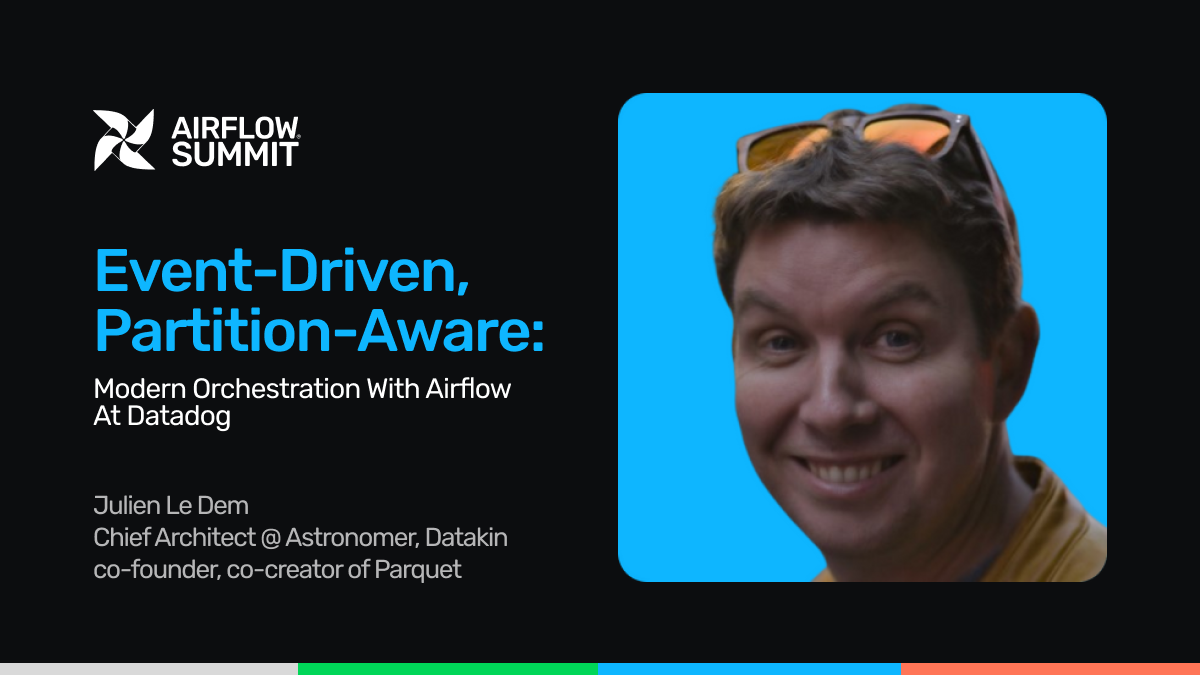 AIRFLOW
SUMMIT
Event-Driven,
Partition-Aware:
Modern Orchestration With Airflow
At Datadog
Julien Le Dem
Chief Architect @ Astronomer, Datakin
co-founder, co-creator of Parquet